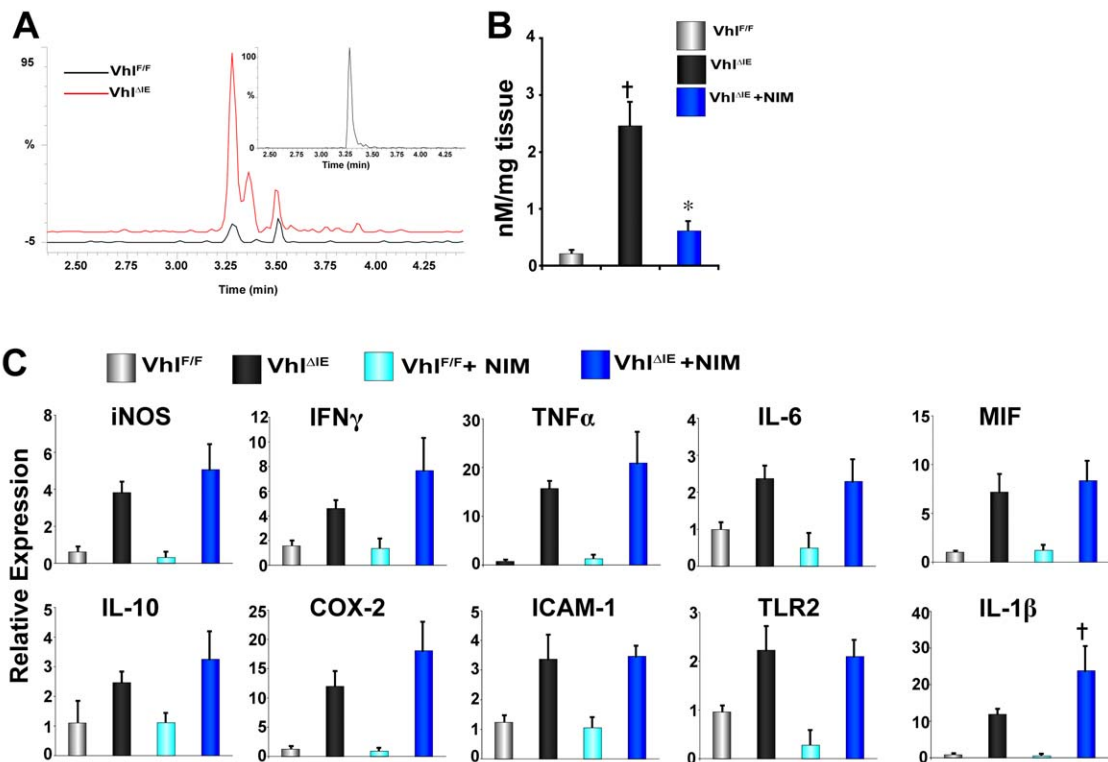 A
95
%
-5
Vhl^F/F
Vhl^ΔIE
100
%
0
2.50 2.75 3.00 3.25 3.50 3.75 4.00 4.25
Time (min)
2.50 2.75 3.00 3.25 3.50 3.75 4.00 4.25
Time (min)
B
nM/mg tissue
4
3
2
1
0
†
*
Vhl^F/F
Vhl^ΔIE
Vhl^ΔIE +NIM
C
Vhl^F/F Vhl^ΔIE Vhl^F/F+ NIM Vhl^ΔIE +NIM
Relative Expression
iNOS
8
6
4
2
0
IFNγ
12
10
8
6
4
2
0
TNFα
30
20
10
0
IL-6
4
3
2
1
0
MIF
15
10
5
0
IL-10
5
4
3
2
1
0
COX-2
25
20
15
10
5
0
ICAM-1
5
4
3
2
1
0
TLR2
3
2
1
0
IL-1β
40
30
20
10
0
†